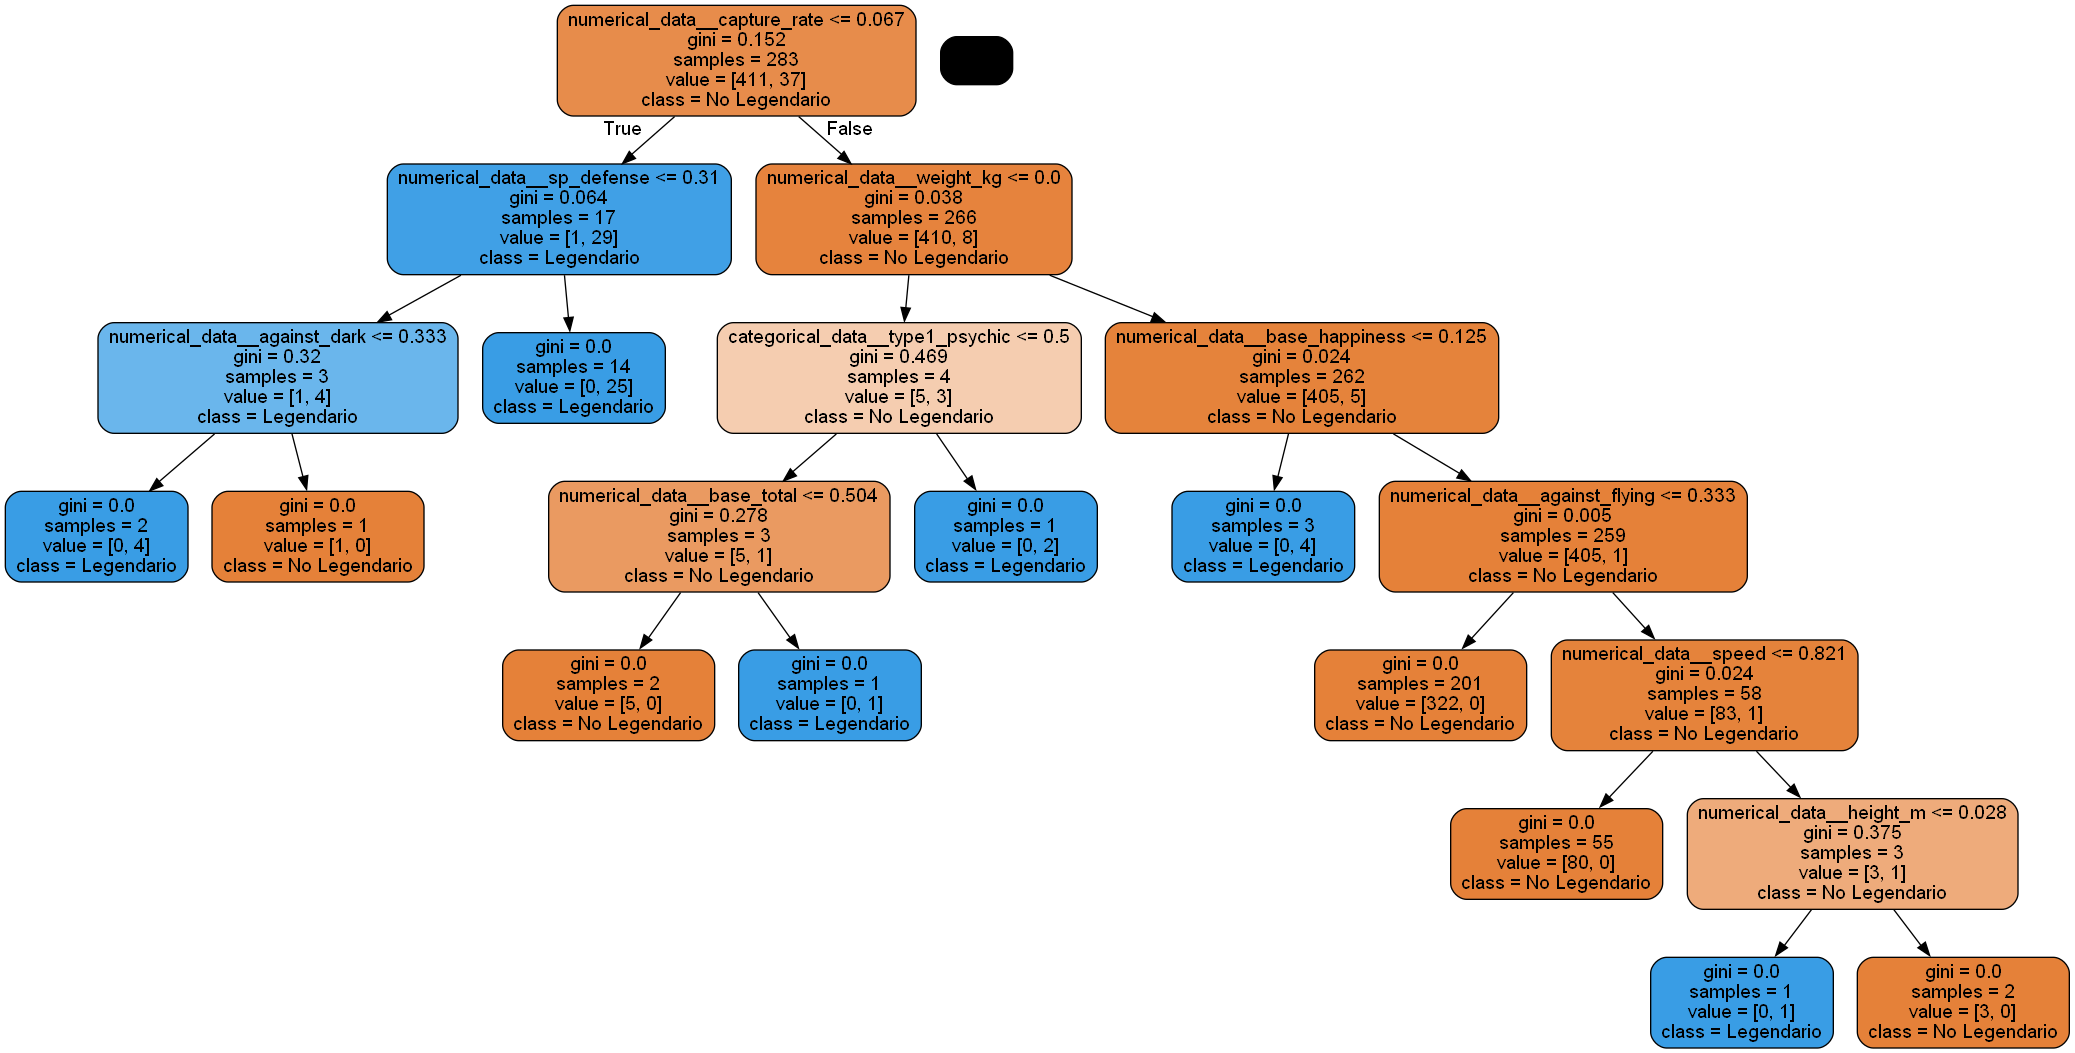 numerical_data__capture_rate <= 0.067
gini = 0.152
samples = 283
value = [411, 37]
class = No Legendario
True
False
numerical_data__sp_defense <= 0.31
gini = 0.064
samples = 17
value = [1, 29]
class = Legendario
numerical_data__weight_kg <= 0.0
gini = 0.038
samples = 266
value = [410, 8]
class = No Legendario
numerical_data__against_dark <= 0.333
gini = 0.32
samples = 3
value = [1, 4]
class = Legendario
gini = 0.0
samples = 14
value = [0, 25]
class = Legendario
categorical_data__type1_psychic <= 0.5
gini = 0.469
samples = 4
value = [5, 3]
class = No Legendario
numerical_data__base_happiness <= 0.125
gini = 0.024
samples = 262
value = [405, 5]
class = No Legendario
gini = 0.0
samples = 2
value = [0, 4]
class = Legendario
gini = 0.0
samples = 1
value = [1, 0]
class = No Legendario
numerical_data__base_total <= 0.504
gini = 0.278
samples = 3
value = [5, 1]
class = No Legendario
gini = 0.0
samples = 1
value = [0, 2]
class = Legendario
gini = 0.0
samples = 3
value = [0, 4]
class = Legendario
numerical_data__against_flying <= 0.333
gini = 0.005
samples = 259
value = [405, 1]
class = No Legendario
gini = 0.0
samples = 2
value = [5, 0]
class = No Legendario
gini = 0.0
samples = 1
value = [0, 1]
class = Legendario
gini = 0.0
samples = 201
value = [322, 0]
class = No Legendario
numerical_data__speed <= 0.821
gini = 0.024
samples = 58
value = [83, 1]
class = No Legendario
gini = 0.0
samples = 55
value = [80, 0]
class = No Legendario
numerical_data__height_m <= 0.028
gini = 0.375
samples = 3
value = [3, 1]
class = No Legendario
gini = 0.0
samples = 1
value = [0, 1]
class = Legendario
gini = 0.0
samples = 2
value = [3, 0]
class = No Legendario